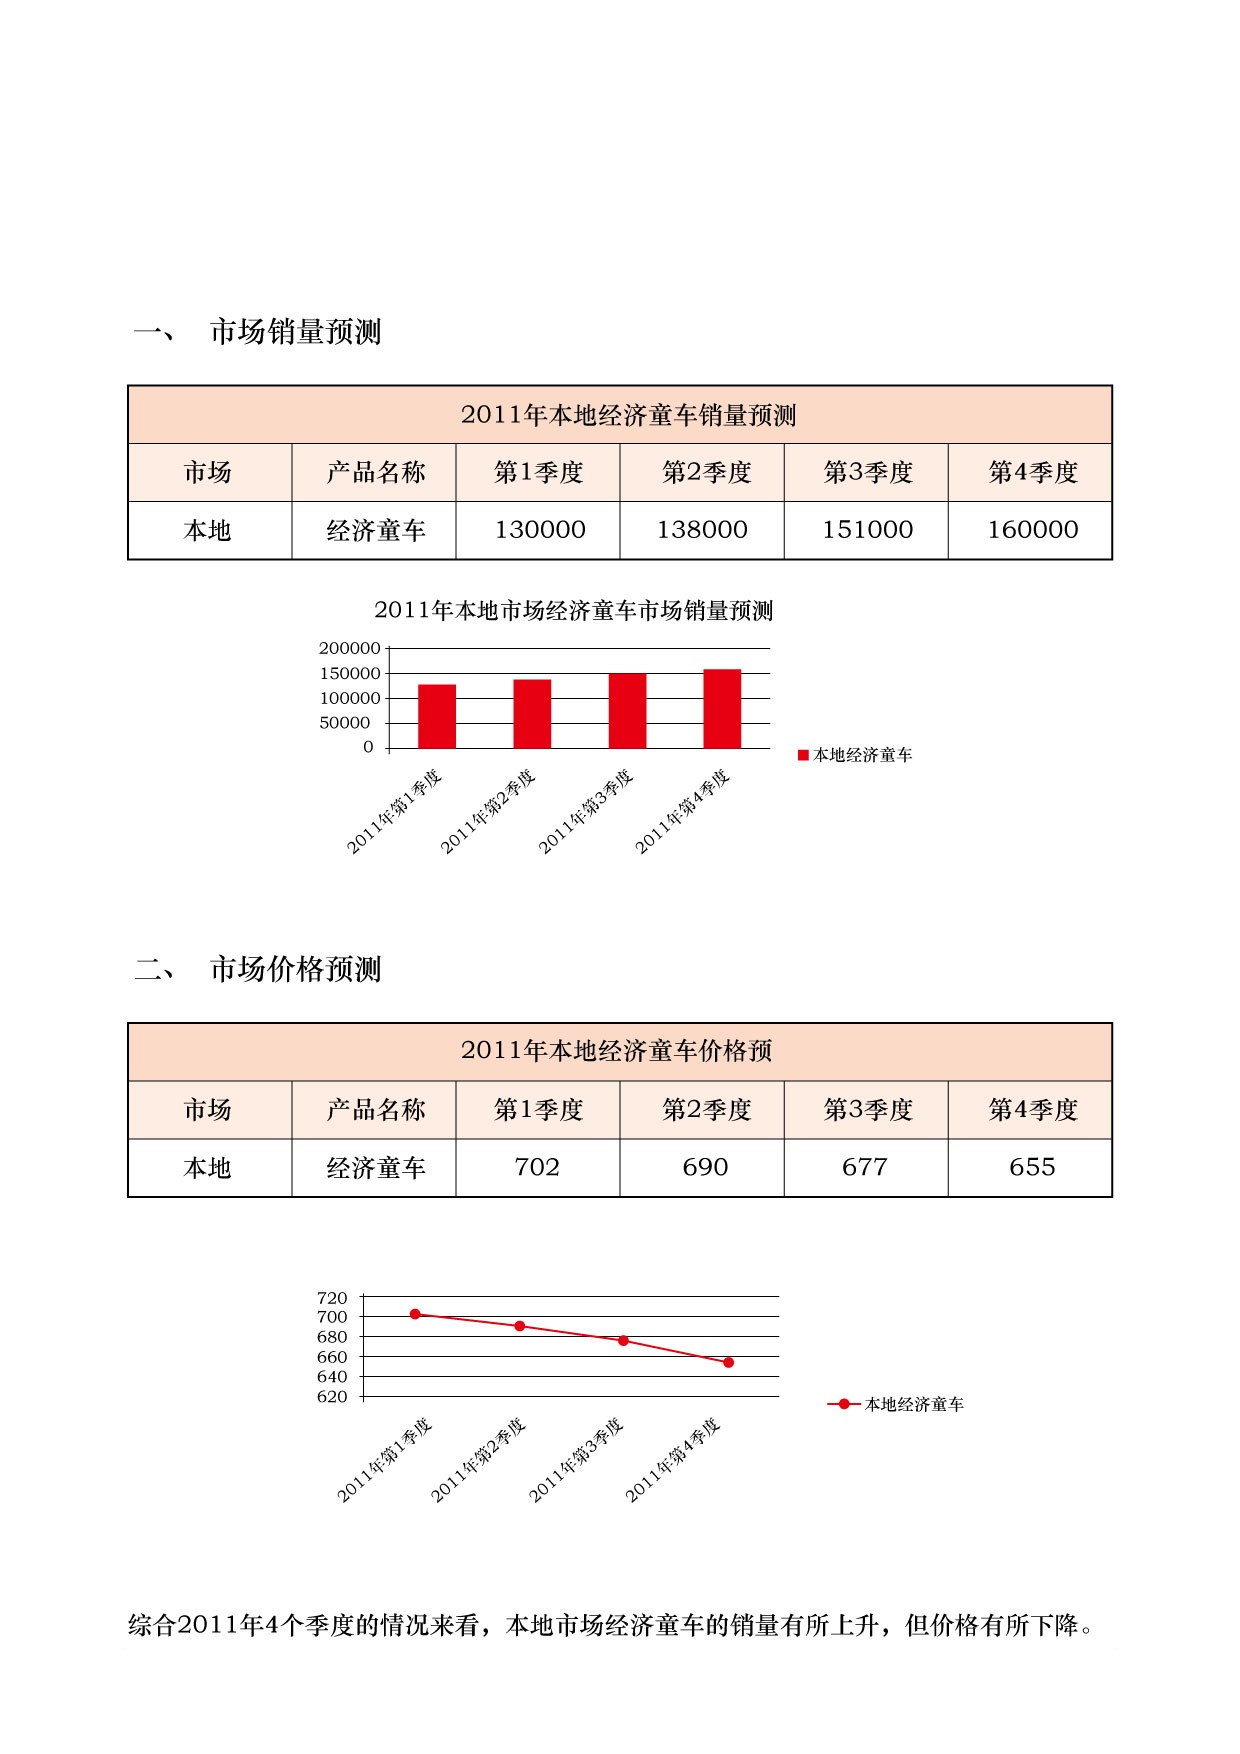 一、 市场销量预测
2011年本地经济童车销量预测
市场 产品名称 第1季度 第2季度 第3季度 第4季度
本地 经济童车 130000 138000 151000 160000
2011年本地市场经济童车市场销量预测
200000
150000
100000
50000
0
本地经济童车
2011年第1季度 2011年第2季度 2011年第3季度 2011年第4季度
二、 市场价格预测
2011年本地经济童车价格预
市场 产品名称 第1季度 第2季度 第3季度 第4季度
本地 经济童车 702 690 677 655
720
700
680
660
640
620
本地经济童车
2011年第1季度 2011年第2季度 2011年第3季度 2011年第4季度
综合2011年4个季度的情况来看，本地市场经济童车的销量有所上升，但价格有所下降。